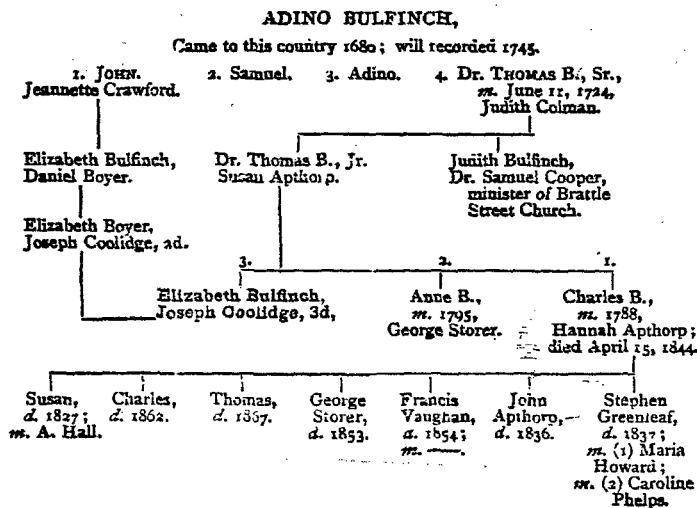 ADINO BULFINCH,
Came to this country 1680; will recorded 1745.
1. JOHN.
Jeannette Crawford.
2. Samuel.
3. Adino.
4. Dr. THOMAS B., Sr.,
m. June 11, 1724,
Judith Colman.
Elizabeth Bulfinch,
Daniel Boyer.
Dr. Thomas B., Jr.
Susan Apthorp.
Judith Bulfinch,
Dr. Samuel Cooper,
minister of Brattle
Street Church.
Elizabeth Boyer,
Joseph Coolidge, 2d.
3.
Elizabeth Bulfinch,
Joseph Coolidge, 3d,
2.
Anne B.,
m. 1795,
George Storer.
1.
Charles B.,
m. 1788,
Hannah Apthorp;
died April 15, 1844.
Susan,
d. 1827;
m. A. Hall.
Charles,
d. 1862.
Thomas,
d. 1867.
George
Storer,
d. 1853.
Francis
Vaughan,
d. 1854;
m. ——.
John
Apthorp,
d. 1836.
Stephen
Greenleaf,
m. (1) Maria
Howard;
m. (2) Caroline
Phelps.